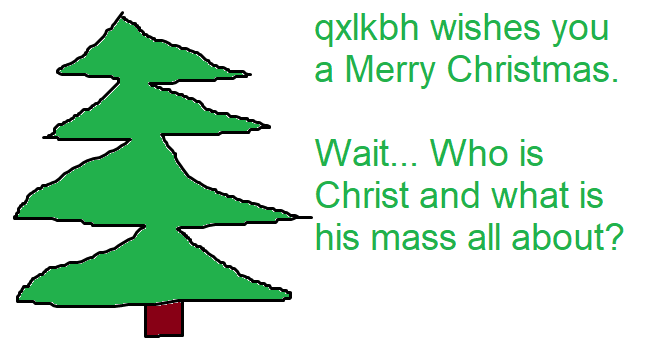 qxlkbh wishes you
a Merry Christmas.
Wait... Who is
Christ and what is
his mass all about?